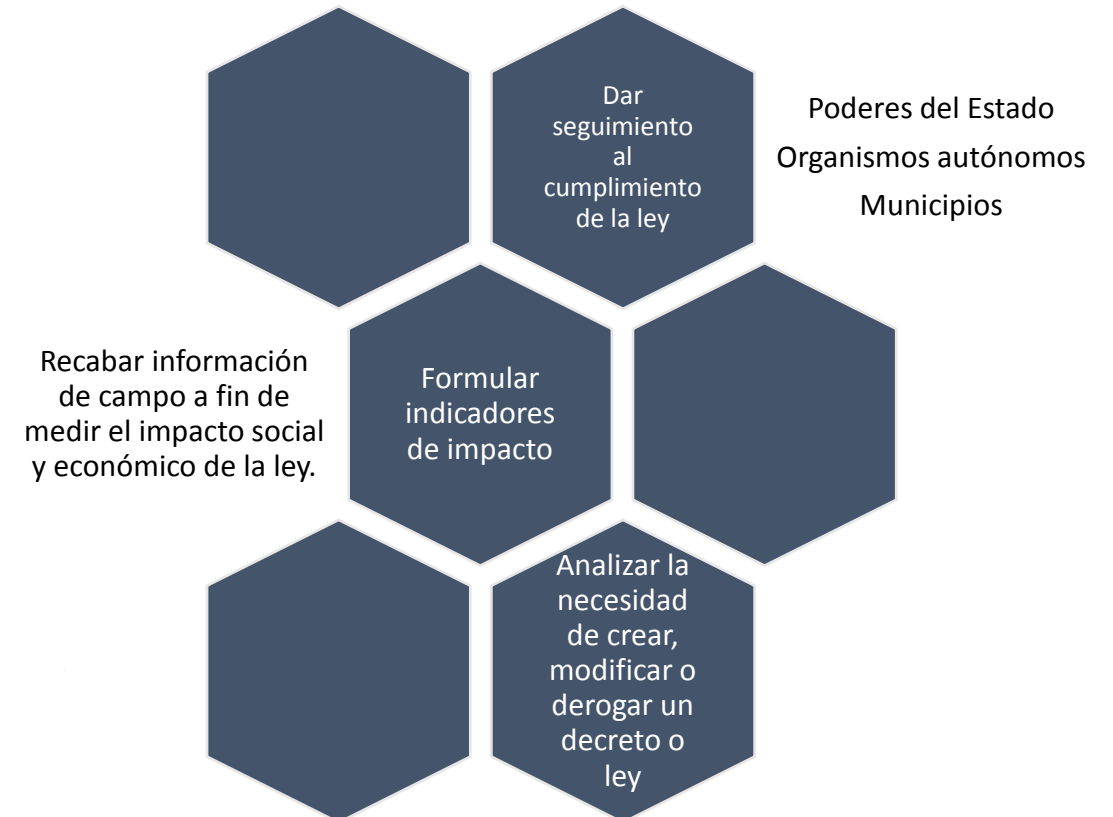 Dar
seguimiento
al
cumplimiento
de la ley
Poderes del Estado
Organismos autónomos
Municipios
Recabar información
de campo a fin de
medir el impacto social
y económico de la ley.
Formular
indicadores
de impacto
Analizar la
necesidad
de crear,
modificar o
derogar un
decreto o
ley